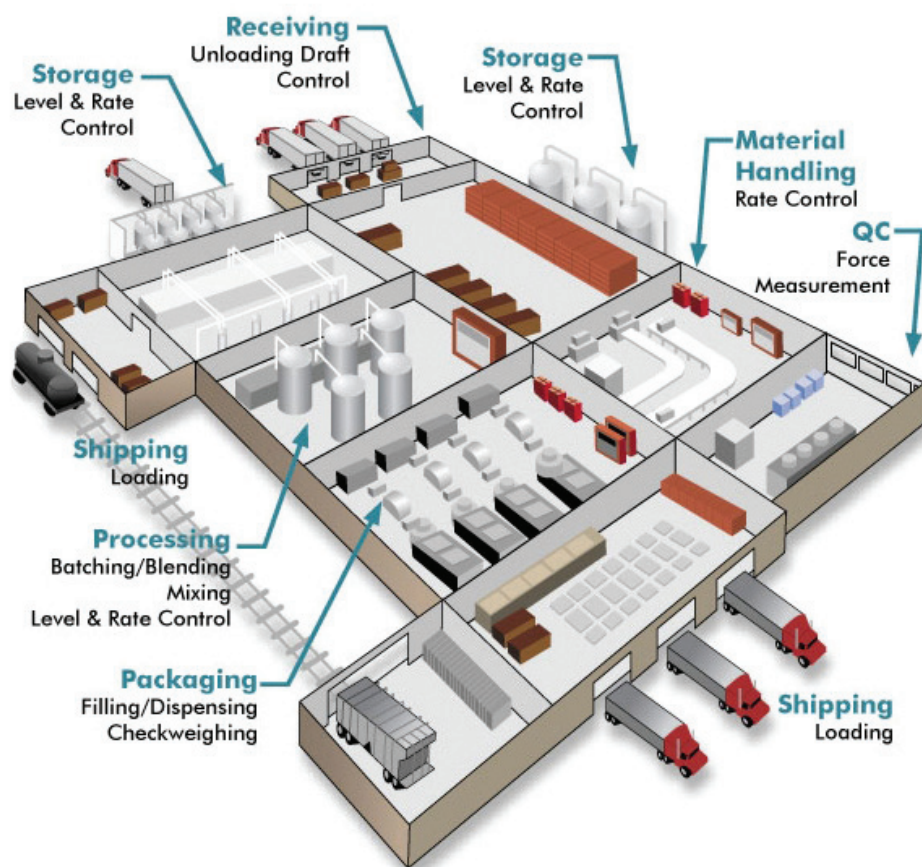 Receiving
Unloading Draft
Control
Storage
Level & Rate
Control
Storage
Level & Rate
Control
Material
Handling
Rate Control
QC
Force
Measurement
Shipping
Loading
Processing
Batching/Blending
Mixing
Level & Rate Control
Packaging
Filling/Dispensing
Checkweighing
Shipping
Loading